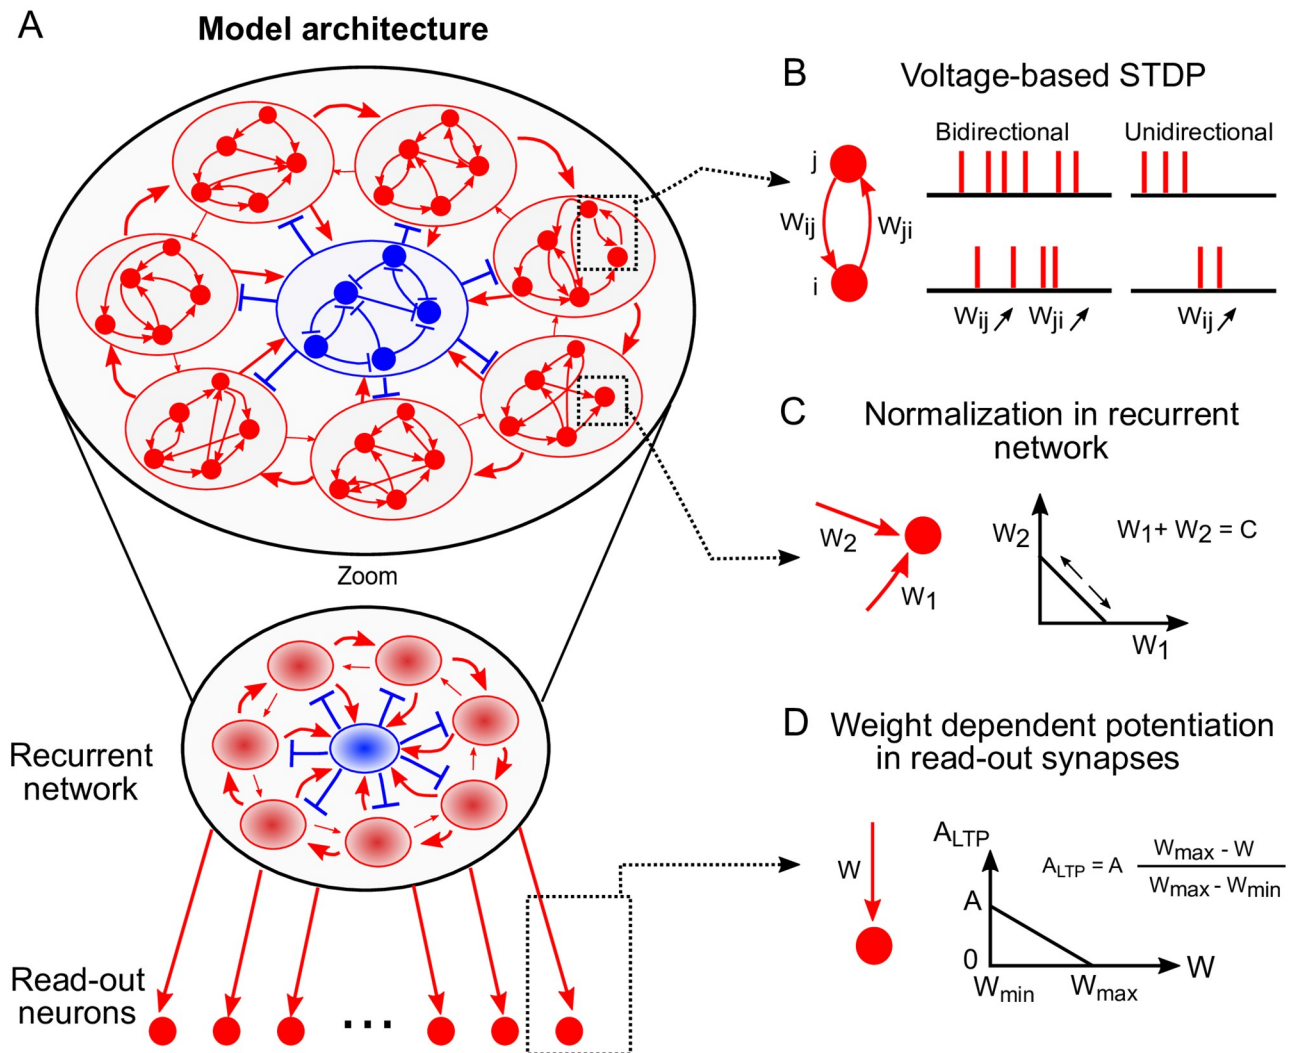 A
Model architecture
Zoom
Recurrent
network
Read-out
neurons
...
B
Voltage-based STDP
Bidirectional
Unidirectional
j
Wij
Wji
i
Wij
Wji
Wij
C
Normalization in recurrent
network
W2
W1
W2
W1+ W2 = C
W1
D
Weight dependent potentiation
in read-out synapses
W
ALTP
ALTP = A
Wmax - W
Wmax - Wmin
A
0
W
Wmin
Wmax